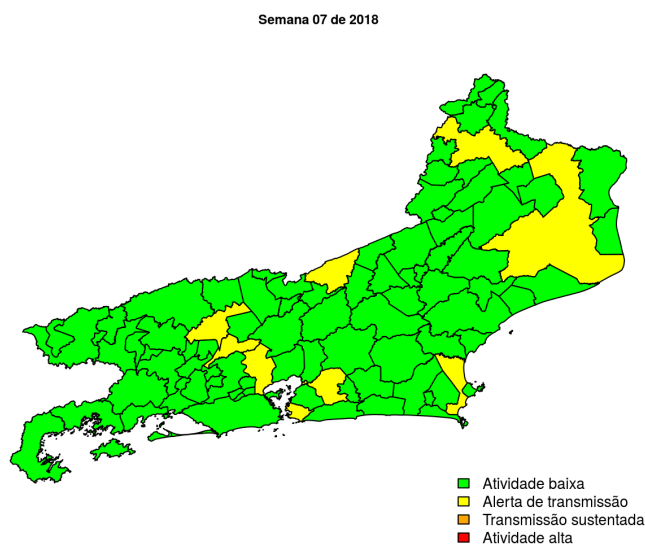 Semana 07 de 2018
Atividade baixa
Alerta de transmissão
Transmissão sustentada
Atividade alta